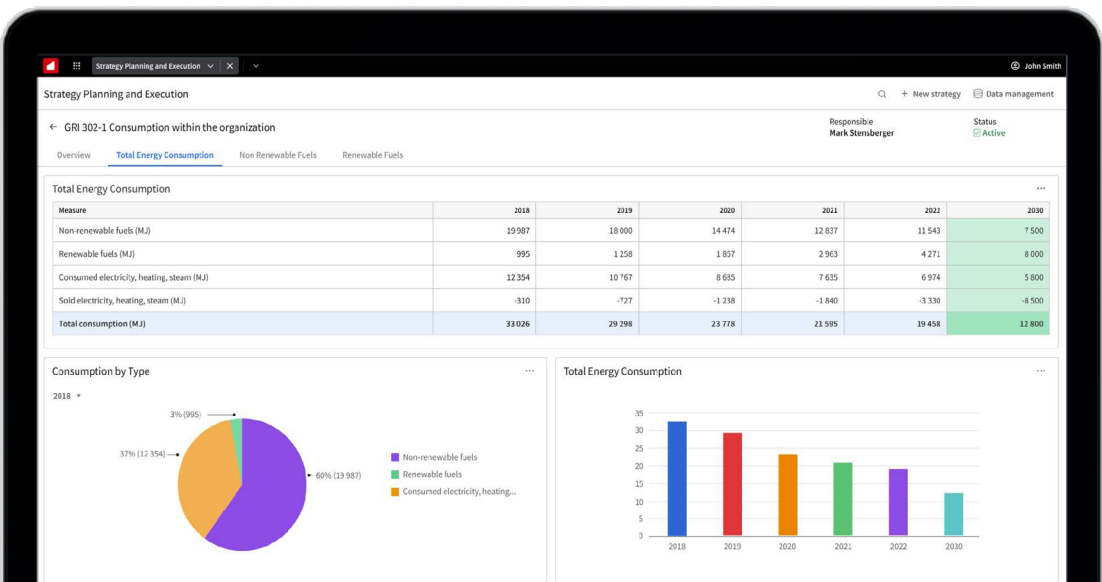 Strategy Planning and Execution
John Smith
Strategy Planning and Execution
+ New strategy Data management
GRI 302-1 Consumption within the organization
Responsible
Mark Stensberger
Status
Active
Overview Total Energy Consumption Non Renewable Fuels Renewable Fuels
Total Energy Consumption
Measure 2018 2019 2020 2021 2022 2030
Non-renewable fuels (MJ) 19 987 18 000 14 474 12 837 11 543 7 500
Renewable fuels (MJ) 995 1 258 1 857 2 963 4 271 8 000
Consumed electricity, heating, steam (MJ) 12 354 10 767 8 685 7 635 6 974 5 800
Sold electricity, heating, steam (MJ) -310 -727 -1 238 -1 840 -3 330 -8 500
Total consumption (MJ) 33 026 29 298 23 778 21 595 19 458 12 800
Consumption by Type
2018
3% (995)
37% (12 354)
60% (19 987)
Non-renewable fuels
Renewable fuels
Consumed electricity, heating...
Total Energy Consumption
35
30
25
20
15
10
5
0
2018 2019 2020 2021 2022 2030